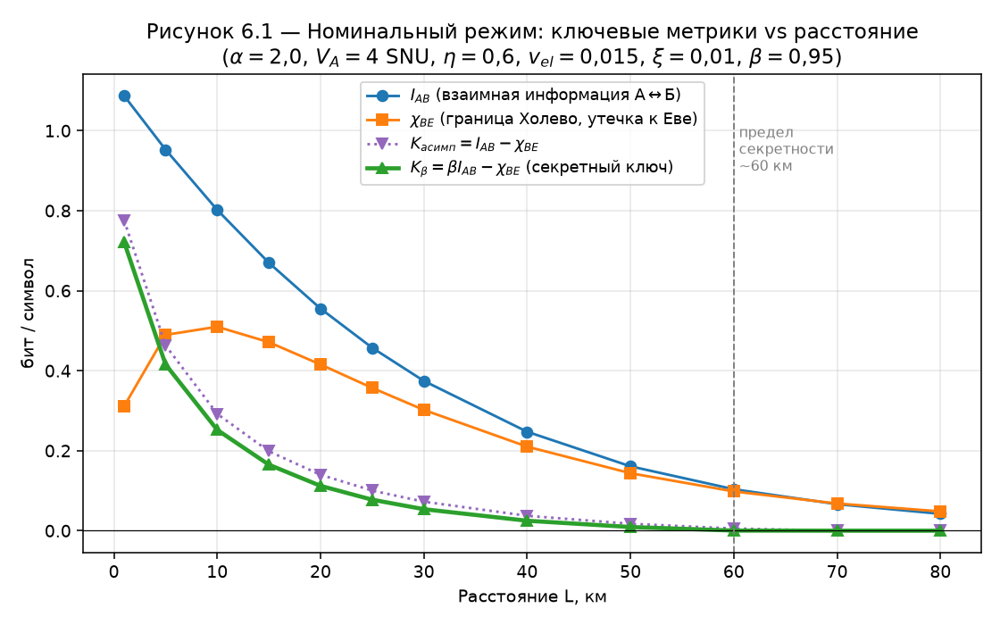 Рисунок 6.1 — Номинальный режим: ключевые метрики vs расстояние
(α = 2,0, V_A = 4 SNU, η = 0,6, v_el = 0,015, ξ = 0,01, β = 0,95)
I_AB (взаимная информация А↔Б)
χ_BE (граница Холево, утечка к Еве)
K_асимп = I_AB − χ_BE
K_β = βI_AB − χ_BE (секретный ключ)
предел
секретности
~60 км
1.0
0.8
0.6
0.4
0.2
0.0
бит / символ
0 10 20 30 40 50 60 70 80
Расстояние L, км